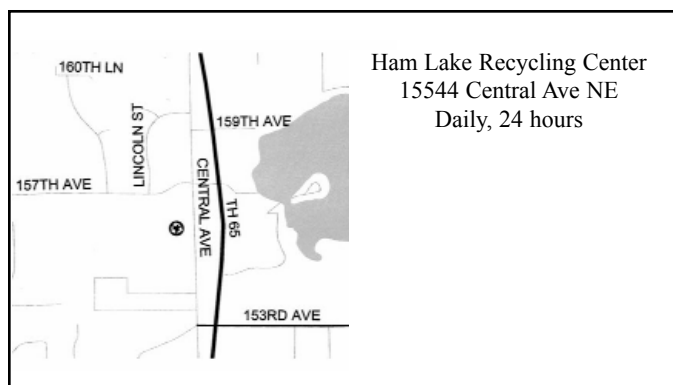 160TH LN
LINCOLN ST
159TH AVE
157TH AVE
CENTRAL AVE
TH 65
153RD AVE
Ham Lake Recycling Center
15544 Central Ave NE
Daily, 24 hours